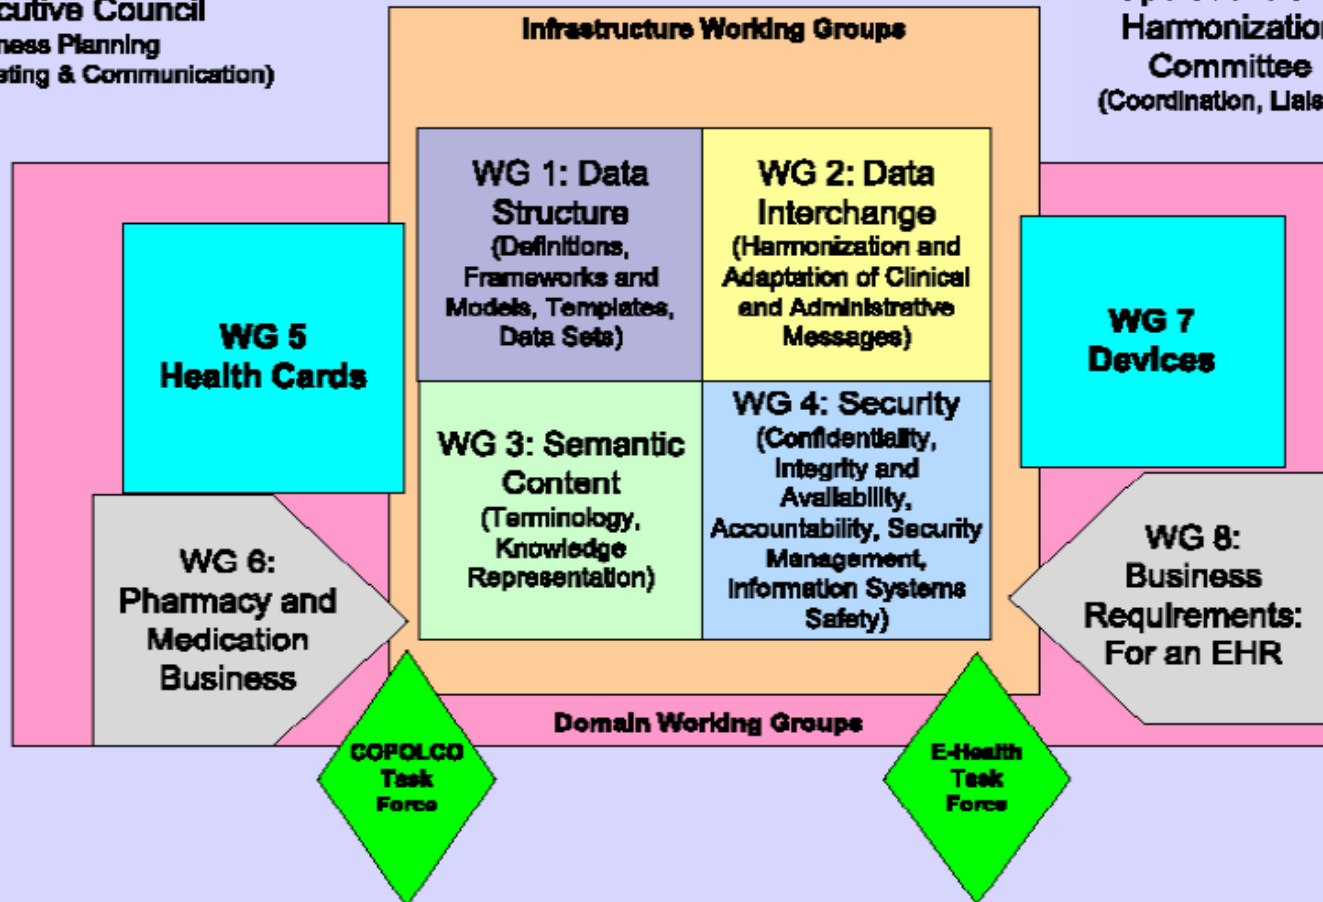 cutive Council
ness Planning
eting & Communication)
Harmonization
Committee
(Coordination, Liais
Infrastructure Working Groups
WG 1: Data
Structure
(Definitions,
Frameworks and
Models, Templates,
Data Sets)
WG 2: Data
Interchange
(Harmonization and
Adaptation of Clinical
and Administrative
Messages)
WG 5
Health Cards
WG 7
Devices
WG 3: Semantic
Content
(Terminology,
Knowledge
Representation)
WG 4: Security
(Confidentiality,
Integrity and
Availability,
Accountability, Security
Management,
Information Systems
Safety)
WG 6:
Pharmacy and
Medication
Business
WG 8:
Business
Requirements:
For an EHR
Domain Working Groups
COPOLCO
Task
Force
E-Health
Task
Force